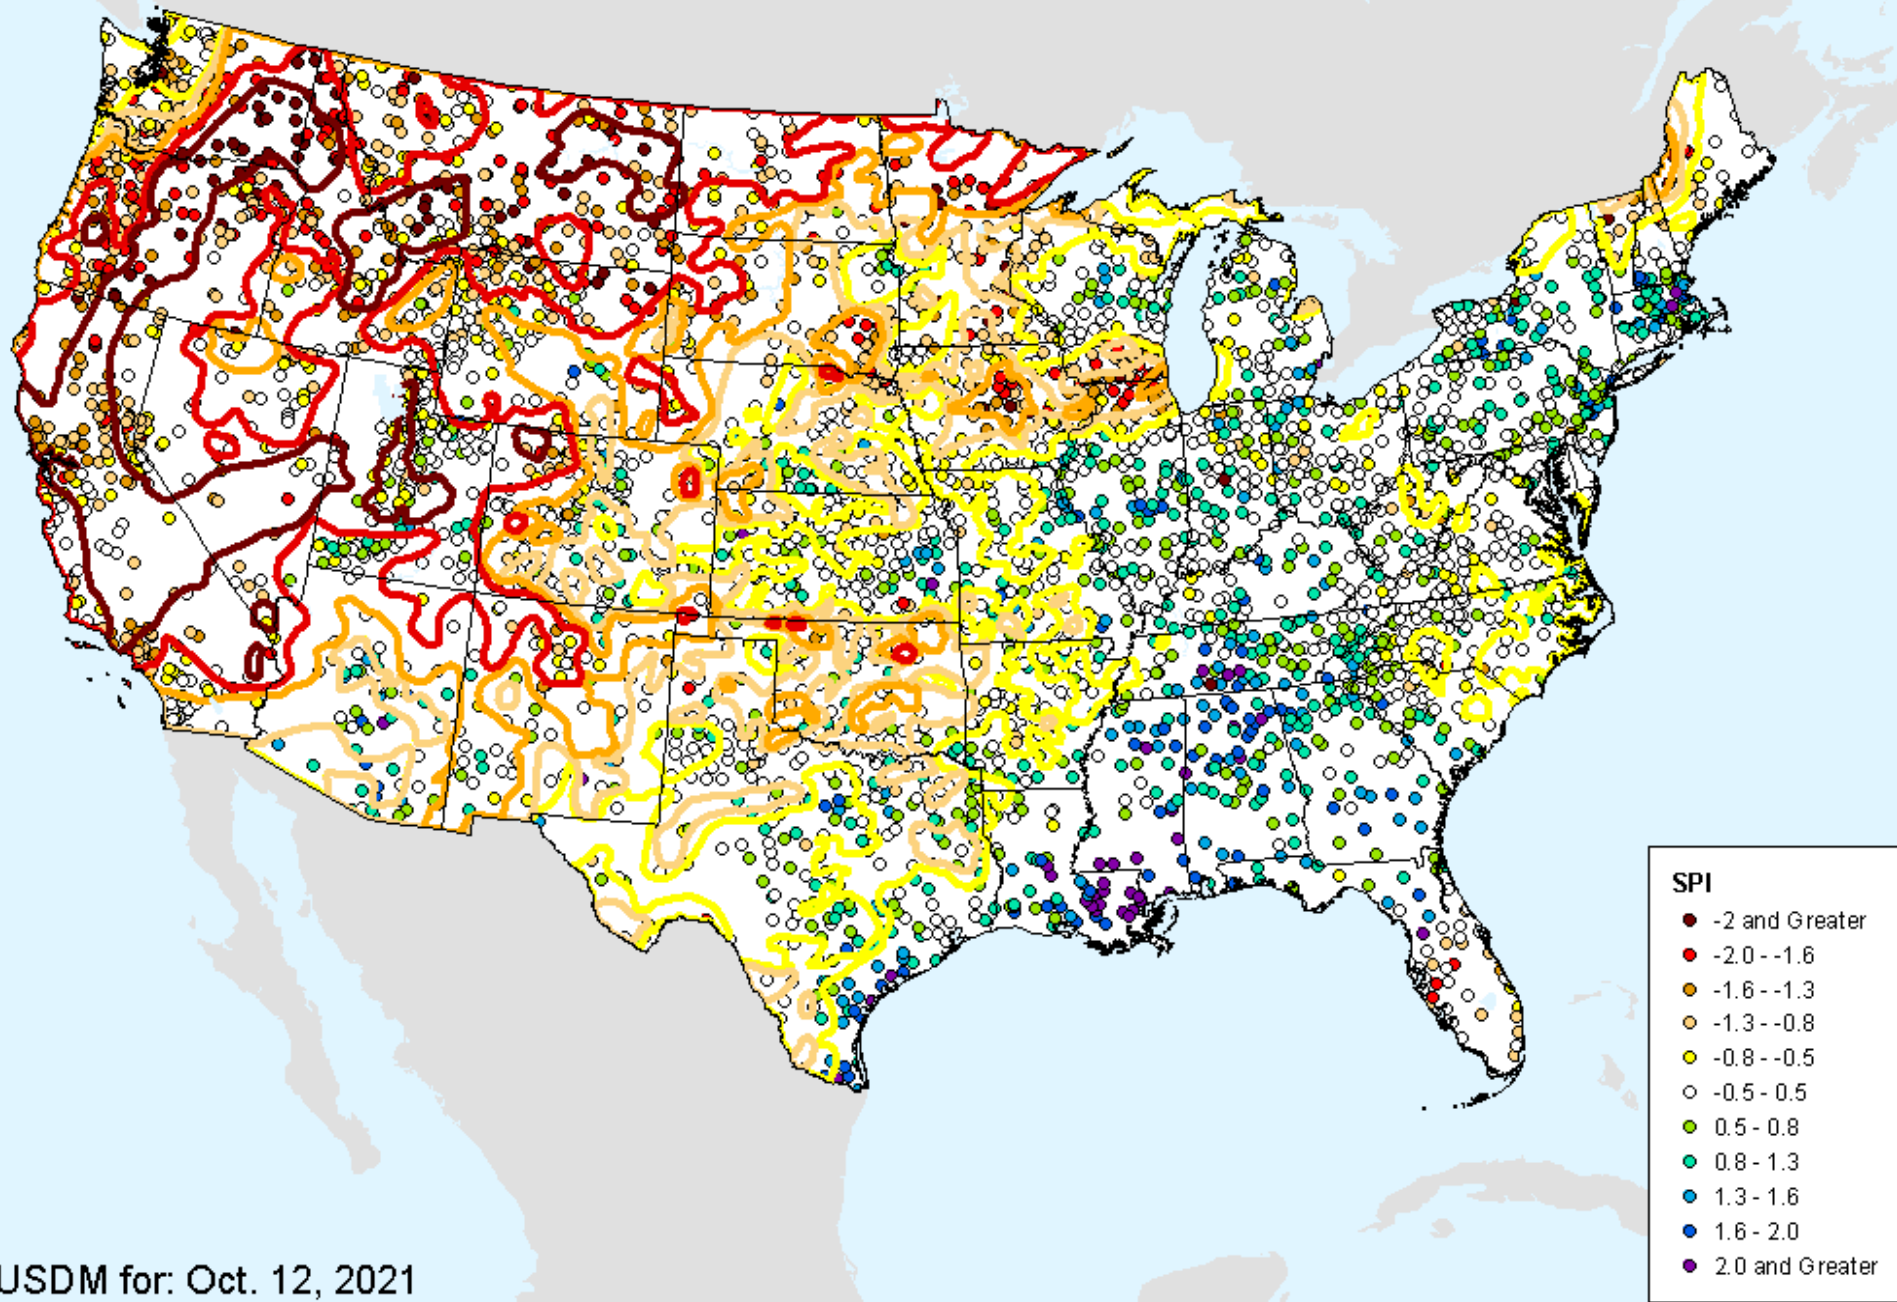 SPI
-2 and Greater
-2.0 - -1.6
-1.6 - -1.3
-1.3 - -0.8
-0.8 - -0.5
-0.5 - 0.5
0.5 - 0.8
0.8 - 1.3
1.3 - 1.6
1.6 - 2.0
2.0 and Greater
USDM for: Oct. 12, 2021